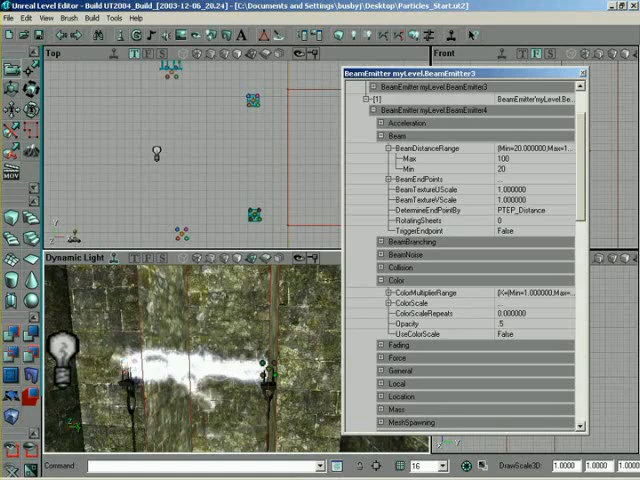 Unreal Level Editor - Build UT2004_Build_[2003-12-06_20.24] - [C:\Documents and Settings\busbyj\Desktop\Particles_Start.ut2]
File Edit View Brush Build Tools Help
Top
Front
BeamEmitter myLevel.BeamEmitter3
BeamEmitter myLevel.BeamEmitter3
[1] BeamEmitter'myLevel.Be...
BeamEmitter myLevel.BeamEmitter4
Acceleration
Beam
BeamDistanceRange (Min=20.000000,Max=1...
Max 100
Min 20
BeamEndPoints ...
BeamTextureUScale 1.000000
BeamTextureVScale 1.000000
DetermineEndPointBy PTEP_Distance
RotatingSheets 0
TriggerEndpoint False
BeamBranching
BeamNoise
Collision
Color
ColorMultiplierRange (X=(Min=1.000000,Max=...
ColorScale ...
ColorScaleRepeats 0.000000
Opacity .5
UseColorScale False
Fading
Force
General
Local
Location
Mass
MeshSpawning
MOV
Dynamic Light
Command :
16
DrawScale3D: 1.0000 1.0000 1.0000